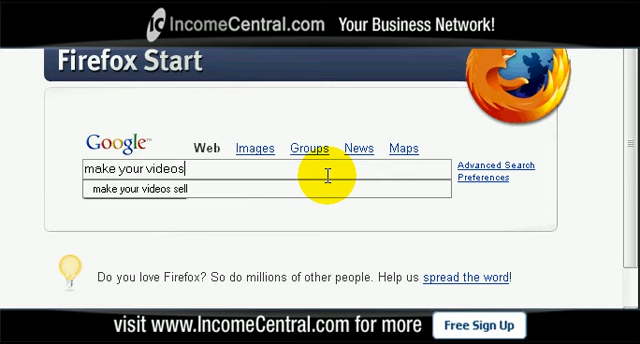 IC IncomeCentral.com Your Business Network!
Firefox Start
Google™ Web Images Groups News Maps
make your videos
Advanced Search
Preferences
make your videos sell
Do you love Firefox? So do millions of other people. Help us spread the word!
visit www.IncomeCentral.com for more Free Sign Up